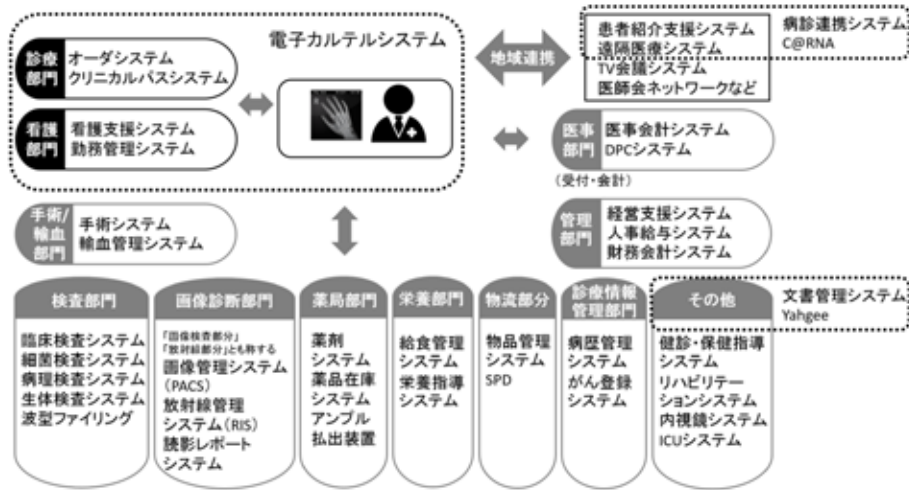 電子カルテルシステム
診療
部門
オーダシステム
クリニカルパスシステム
看護
部門
看護支援システム
勤務管理システム
地域連携
患者紹介支援システム
遠隔医療システム
TV会議システム
医師会ネットワークなど
病診連携システム
C@RNA
医事
部門
医事会計システム
DPCシステム
(受付・会計)
手術/
輸血
部門
手術システム
輸血管理システム
管理
部門
経営支援システム
人事給与システム
財務会計システム
検査部門
臨床検査システム
細菌検査システム
病理検査システム
生体検査システム
波型ファイリング
画像診断部門
「画像検査部分」
「放射線部分」とも称する
画像管理システム
(PACS)
放射線管理
システム(RIS)
読影レポート
システム
薬局部門
薬剤
システム
薬品在庫
システム
アンプル
払出装置
栄養部門
給食管理
システム
栄養指導
システム
物流部分
物品管理
システム
SPD
診療情報
管理部門
病歴管理
システム
がん登録
システム
その他
健診・保健指導
システム
リハビリテー
ションシステム
内視鏡システム
ICUシステム
文書管理システム
Yahgee